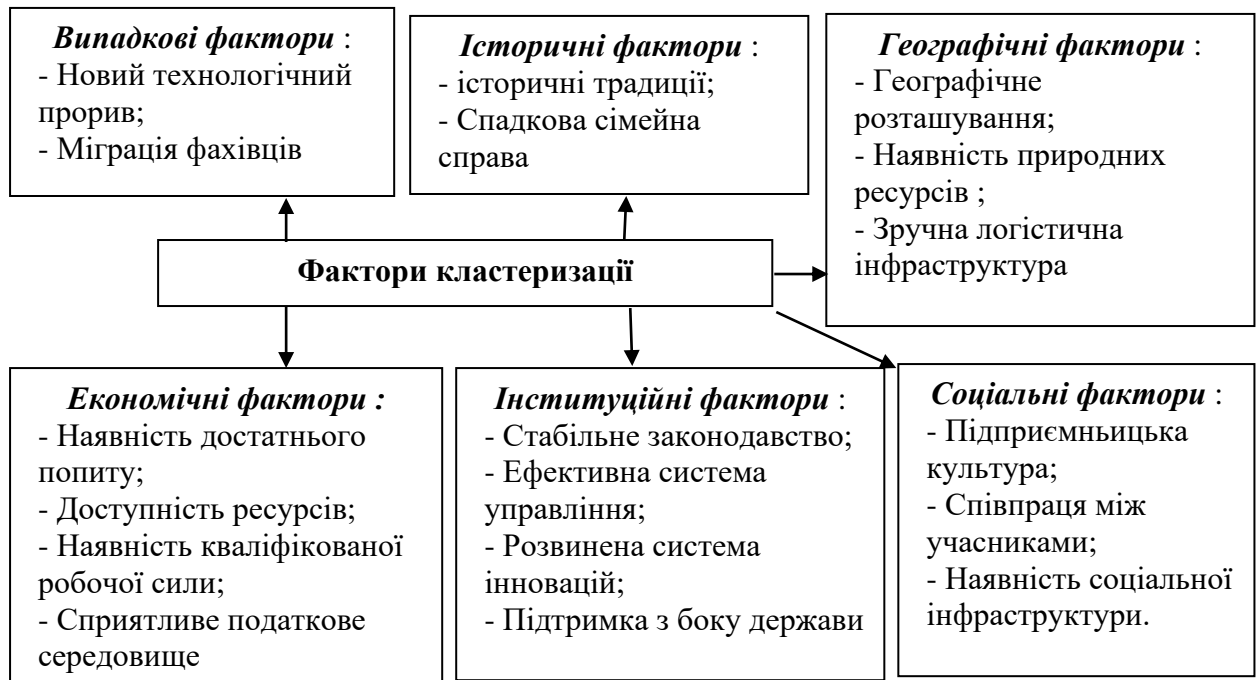 Випадкові фактори :
- Новий технологічний
прорив;
- Міграція фахівців
Історичні фактори :
- історичні традиції;
- Спадкова сімейна
справа
Географічні фактори :
- Географічне
розташування;
- Наявність природних
ресурсів ;
- Зручна логістична
інфраструктура
Фактори кластеризації
Економічні фактори :
- Наявність достатнього
попиту;
- Доступність ресурсів;
- Наявність кваліфікованої
робочої сили;
- Сприятливе податкове
середовище
Інституційні фактори :
- Стабільне законодавство;
- Ефективна система
управління;
- Розвинена система
інновацій;
- Підтримка з боку держави
Соціальні фактори :
- Підприємньицька
культура;
- Співпраця між
учасниками;
- Наявність соціальної
інфраструктури.